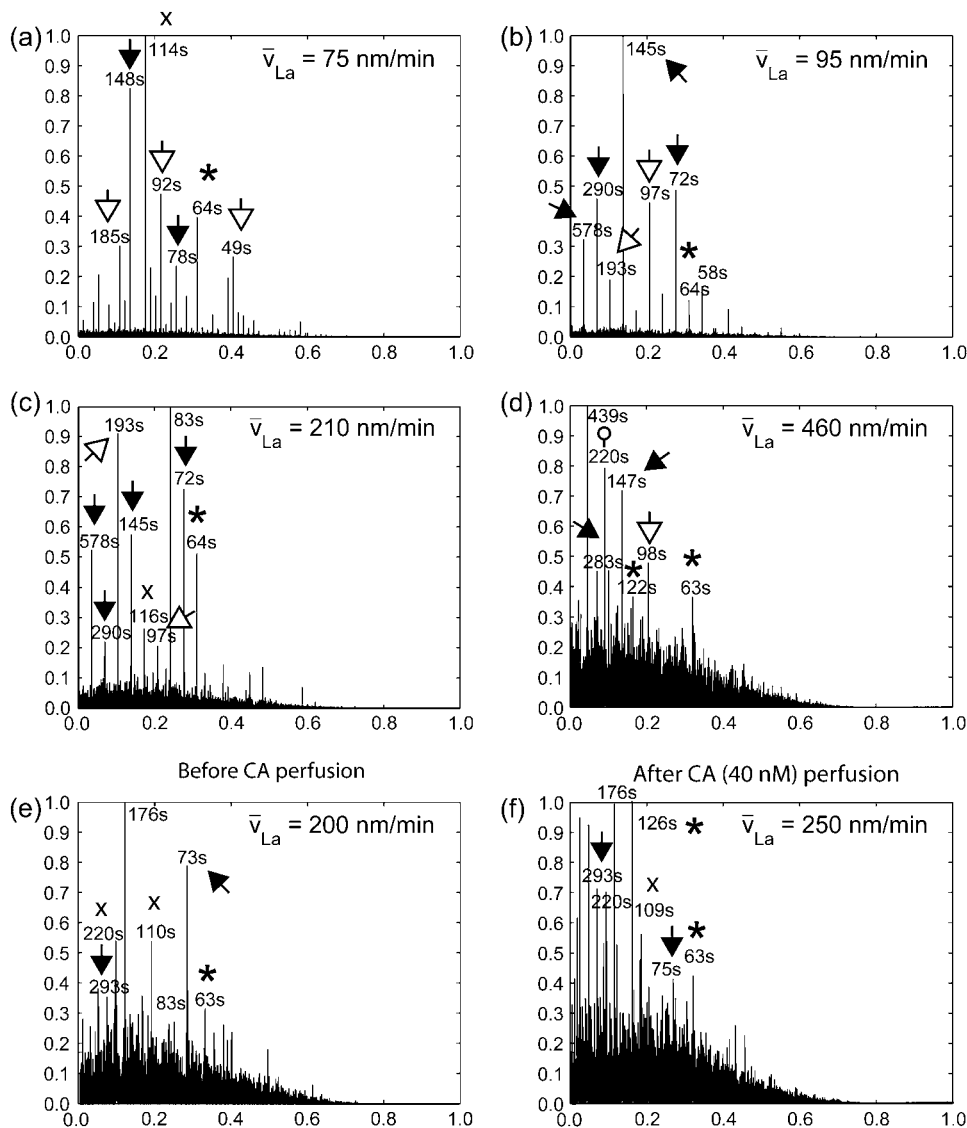 x
(a) v̄La = 75 nm/min
1.0
0.9
0.8
0.7
0.6
0.5
0.4
0.3
0.2
0.1
0.0
114s
148s
92s
*
64s
185s
78s
49s
0.0 0.2 0.4 0.6 0.8 1.0
(b) v̄La = 95 nm/min
1.0
0.9
0.8
0.7
0.6
0.5
0.4
0.3
0.2
0.1
0.0
145s
290s
97s
72s
578s
193s
*
64s
58s
0.0 0.2 0.4 0.6 0.8 1.0
(c) v̄La = 210 nm/min
1.0
0.9
0.8
0.7
0.6
0.5
0.4
0.3
0.2
0.1
0.0
193s
83s
72s
578s
145s
*
64s
x
116s
290s
97s
0.0 0.2 0.4 0.6 0.8 1.0
(d) v̄La = 460 nm/min
1.0
0.9
0.8
0.7
0.6
0.5
0.4
0.3
0.2
0.1
0.0
439s
220s
147s
283s
*
122s
98s
*
63s
0.0 0.2 0.4 0.6 0.8 1.0
Before CA perfusion
(e) v̄La = 200 nm/min
1.0
0.9
0.8
0.7
0.6
0.5
0.4
0.3
0.2
0.1
0.0
176s
73s
x
220s
x
110s
293s
83s
*
63s
0.0 0.2 0.4 0.6 0.8 1.0
After CA (40 nM) perfusion
(f) v̄La = 250 nm/min
1.0
0.9
0.8
0.7
0.6
0.5
0.4
0.3
0.2
0.1
0.0
176s
126s *
293s
220s
x
109s
75s
*
63s
0.0 0.2 0.4 0.6 0.8 1.0